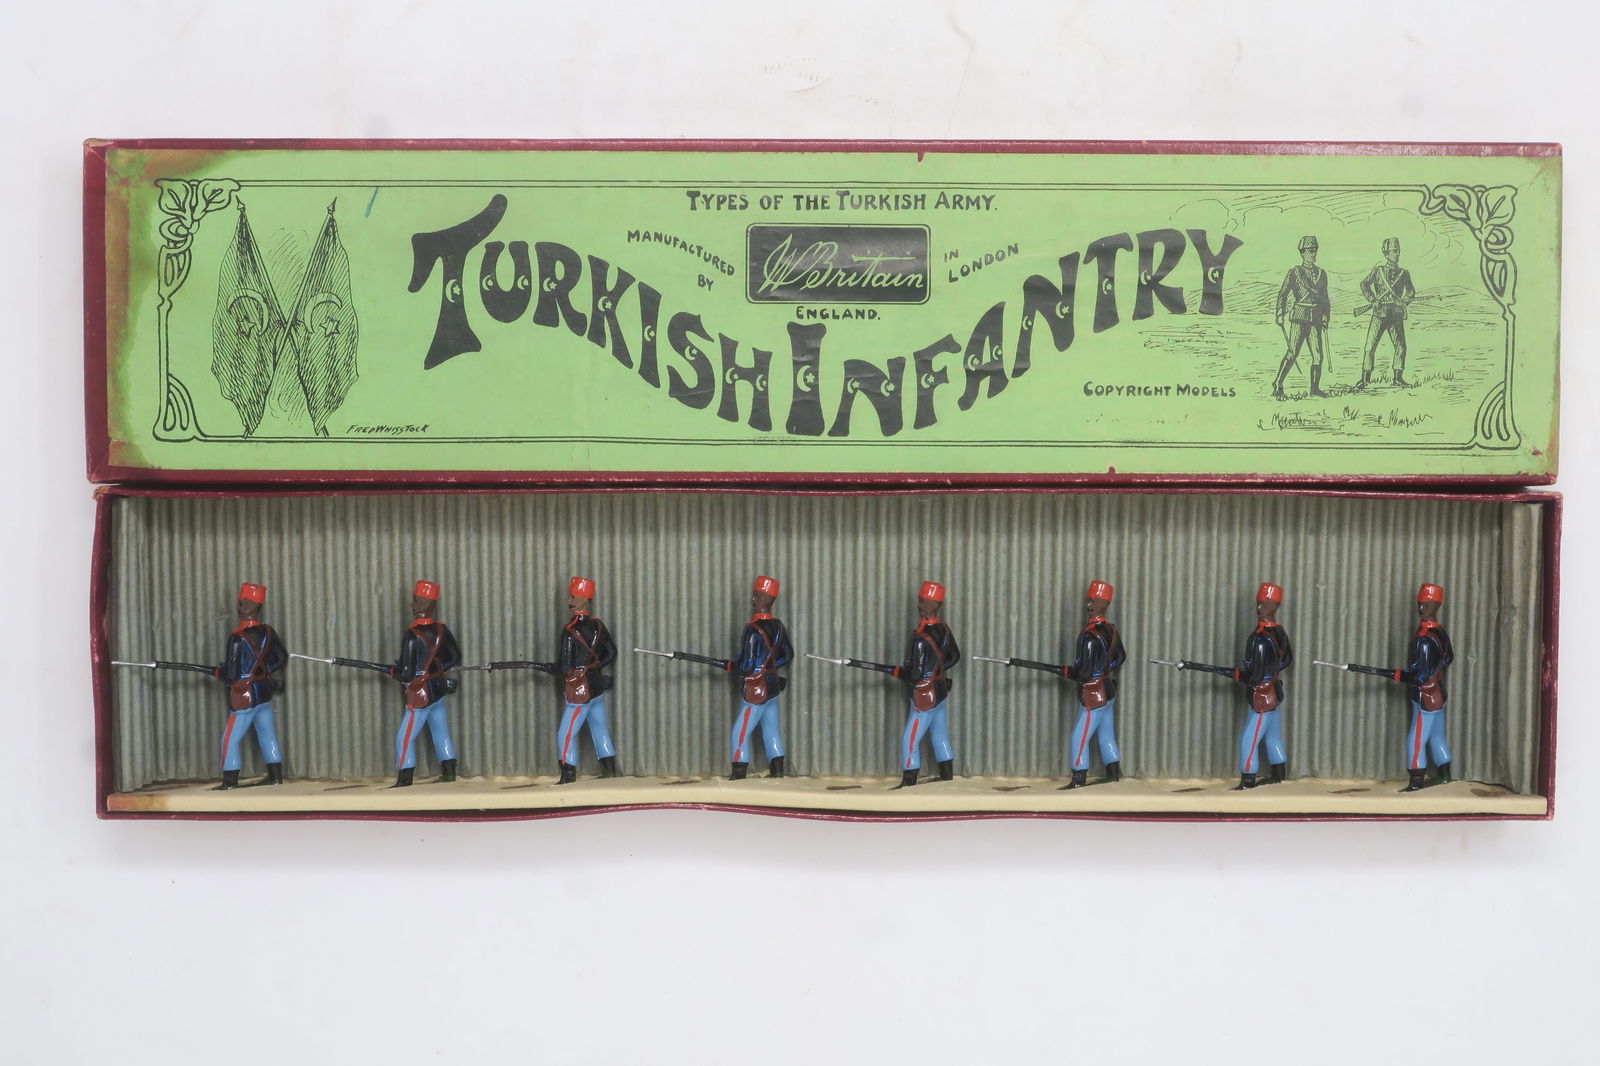 TYPES OF THE TURKISH ARMY.
MANUFACTURED BY
W Britain
IN LONDON
ENGLAND.
TURKISH INFANTRY
COPYRIGHT MODELS
FRED WHISSTOCK